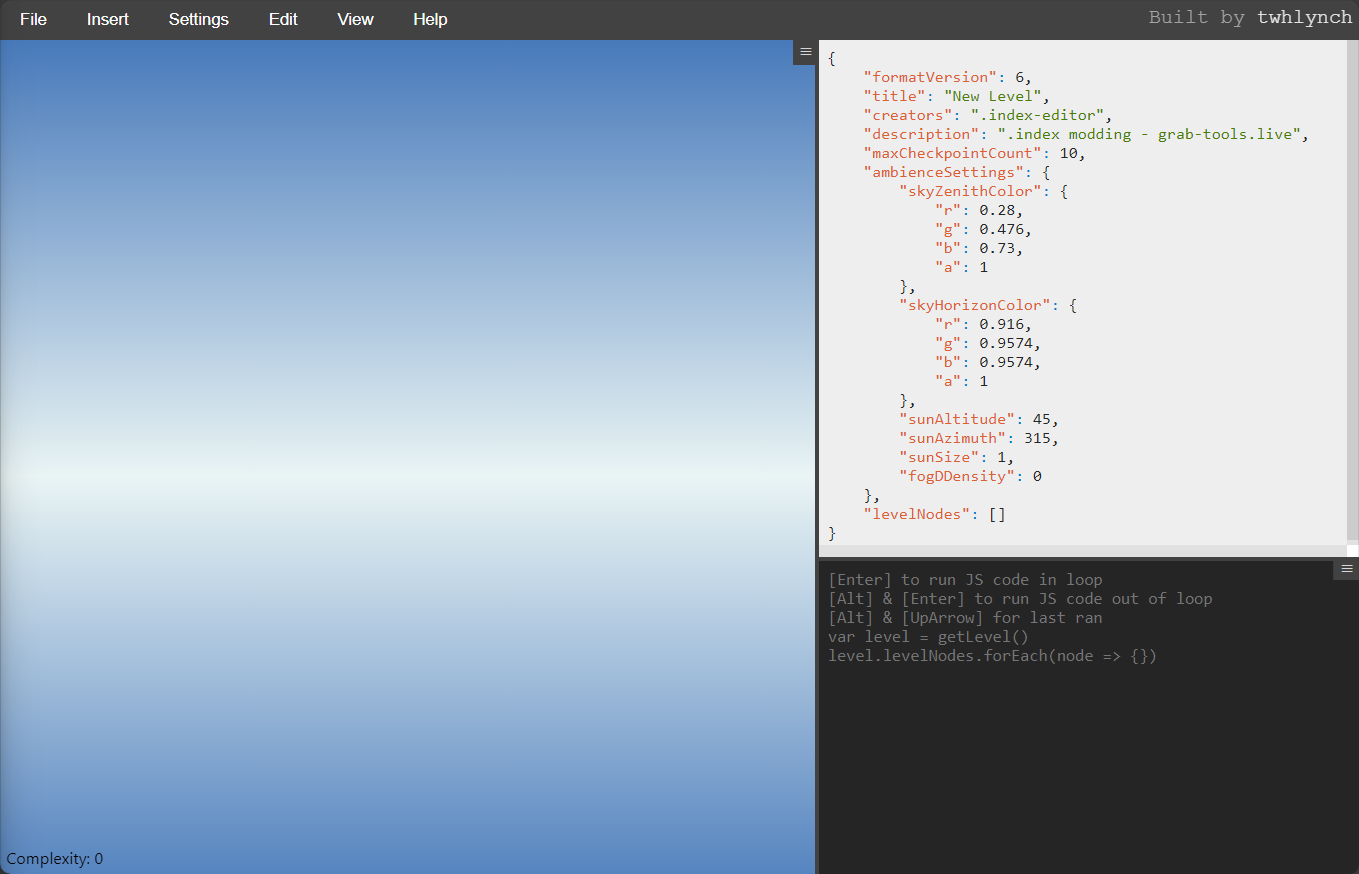 File Insert Settings Edit View Help Built by twhlynch
{
    "formatVersion": 6,
    "title": "New Level",
    "creators": ".index-editor",
    "description": ".index modding - grab-tools.live",
    "maxCheckpointCount": 10,
    "ambienceSettings": {
        "skyZenithColor": {
            "r": 0.28,
            "g": 0.476,
            "b": 0.73,
            "a": 1
        },
        "skyHorizonColor": {
            "r": 0.916,
            "g": 0.9574,
            "b": 0.9574,
            "a": 1
        },
        "sunAltitude": 45,
        "sunAzimuth": 315,
        "sunSize": 1,
        "fogDDensity": 0
    },
    "levelNodes": []
}
[Enter] to run JS code in loop
[Alt] & [Enter] to run JS code out of loop
[Alt] & [UpArrow] for last ran
var level = getLevel()
level.levelNodes.forEach(node => {})
Complexity: 0